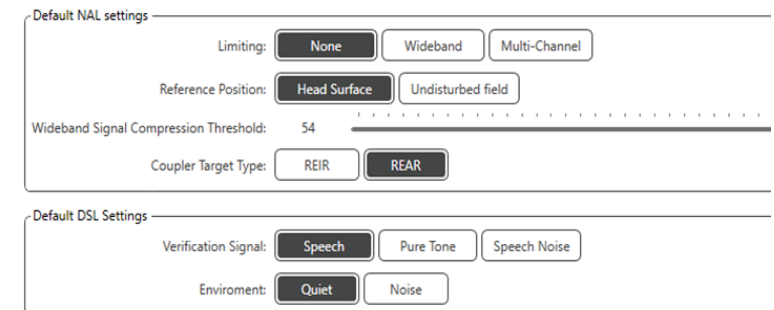 Default NAL settings
Limiting: None Wideband Multi-Channel
Reference Position: Head Surface Undisturbed field
Wideband Signal Compression Threshold: 54
Coupler Target Type: REIR REAR
Default DSL Settings
Verification Signal: Speech Pure Tone Speech Noise
Enviroment: Quiet Noise